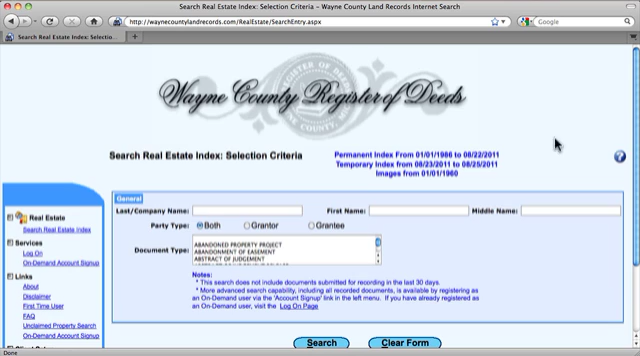 Search Real Estate Index: Selection Criteria – Wayne County Land Records Internet Search
http://waynecountylandrecords.com/RealEstate/SearchEntry.aspx
Google
Search Real Estate Index: Selectio...
Wayne County Register of Deeds
Search Real Estate Index: Selection Criteria
Permanent Index From 01/01/1986 to 08/22/2011
Temporary Index from 08/23/2011 to 08/25/2011
Images from 01/01/1960
General
Last/Company Name:
First Name:
Middle Name:
Party Type:
Both
Grantor
Grantee
Document Type:
ABANDONED PROPERTY PROJECT
ABANDONMENT OF EASEMENT
ABSTRACT OF JUDGEMENT
Notes:
* This search does not include documents submitted for recording in the last 30 days.
* More advanced search capability, including all recorded documents, is available by registering as
an On-Demand user via the 'Account Signup' link in the left menu. If you have already registered as
an On-Demand user, visit the Log On Page
Search
Clear Form
Real Estate
Search Real Estate Index
Services
Log On
On-Demand Account Signup
Links
About
Disclaimer
First Time User
FAQ
Unclaimed Property Search
On-Demand Account Signup
Done